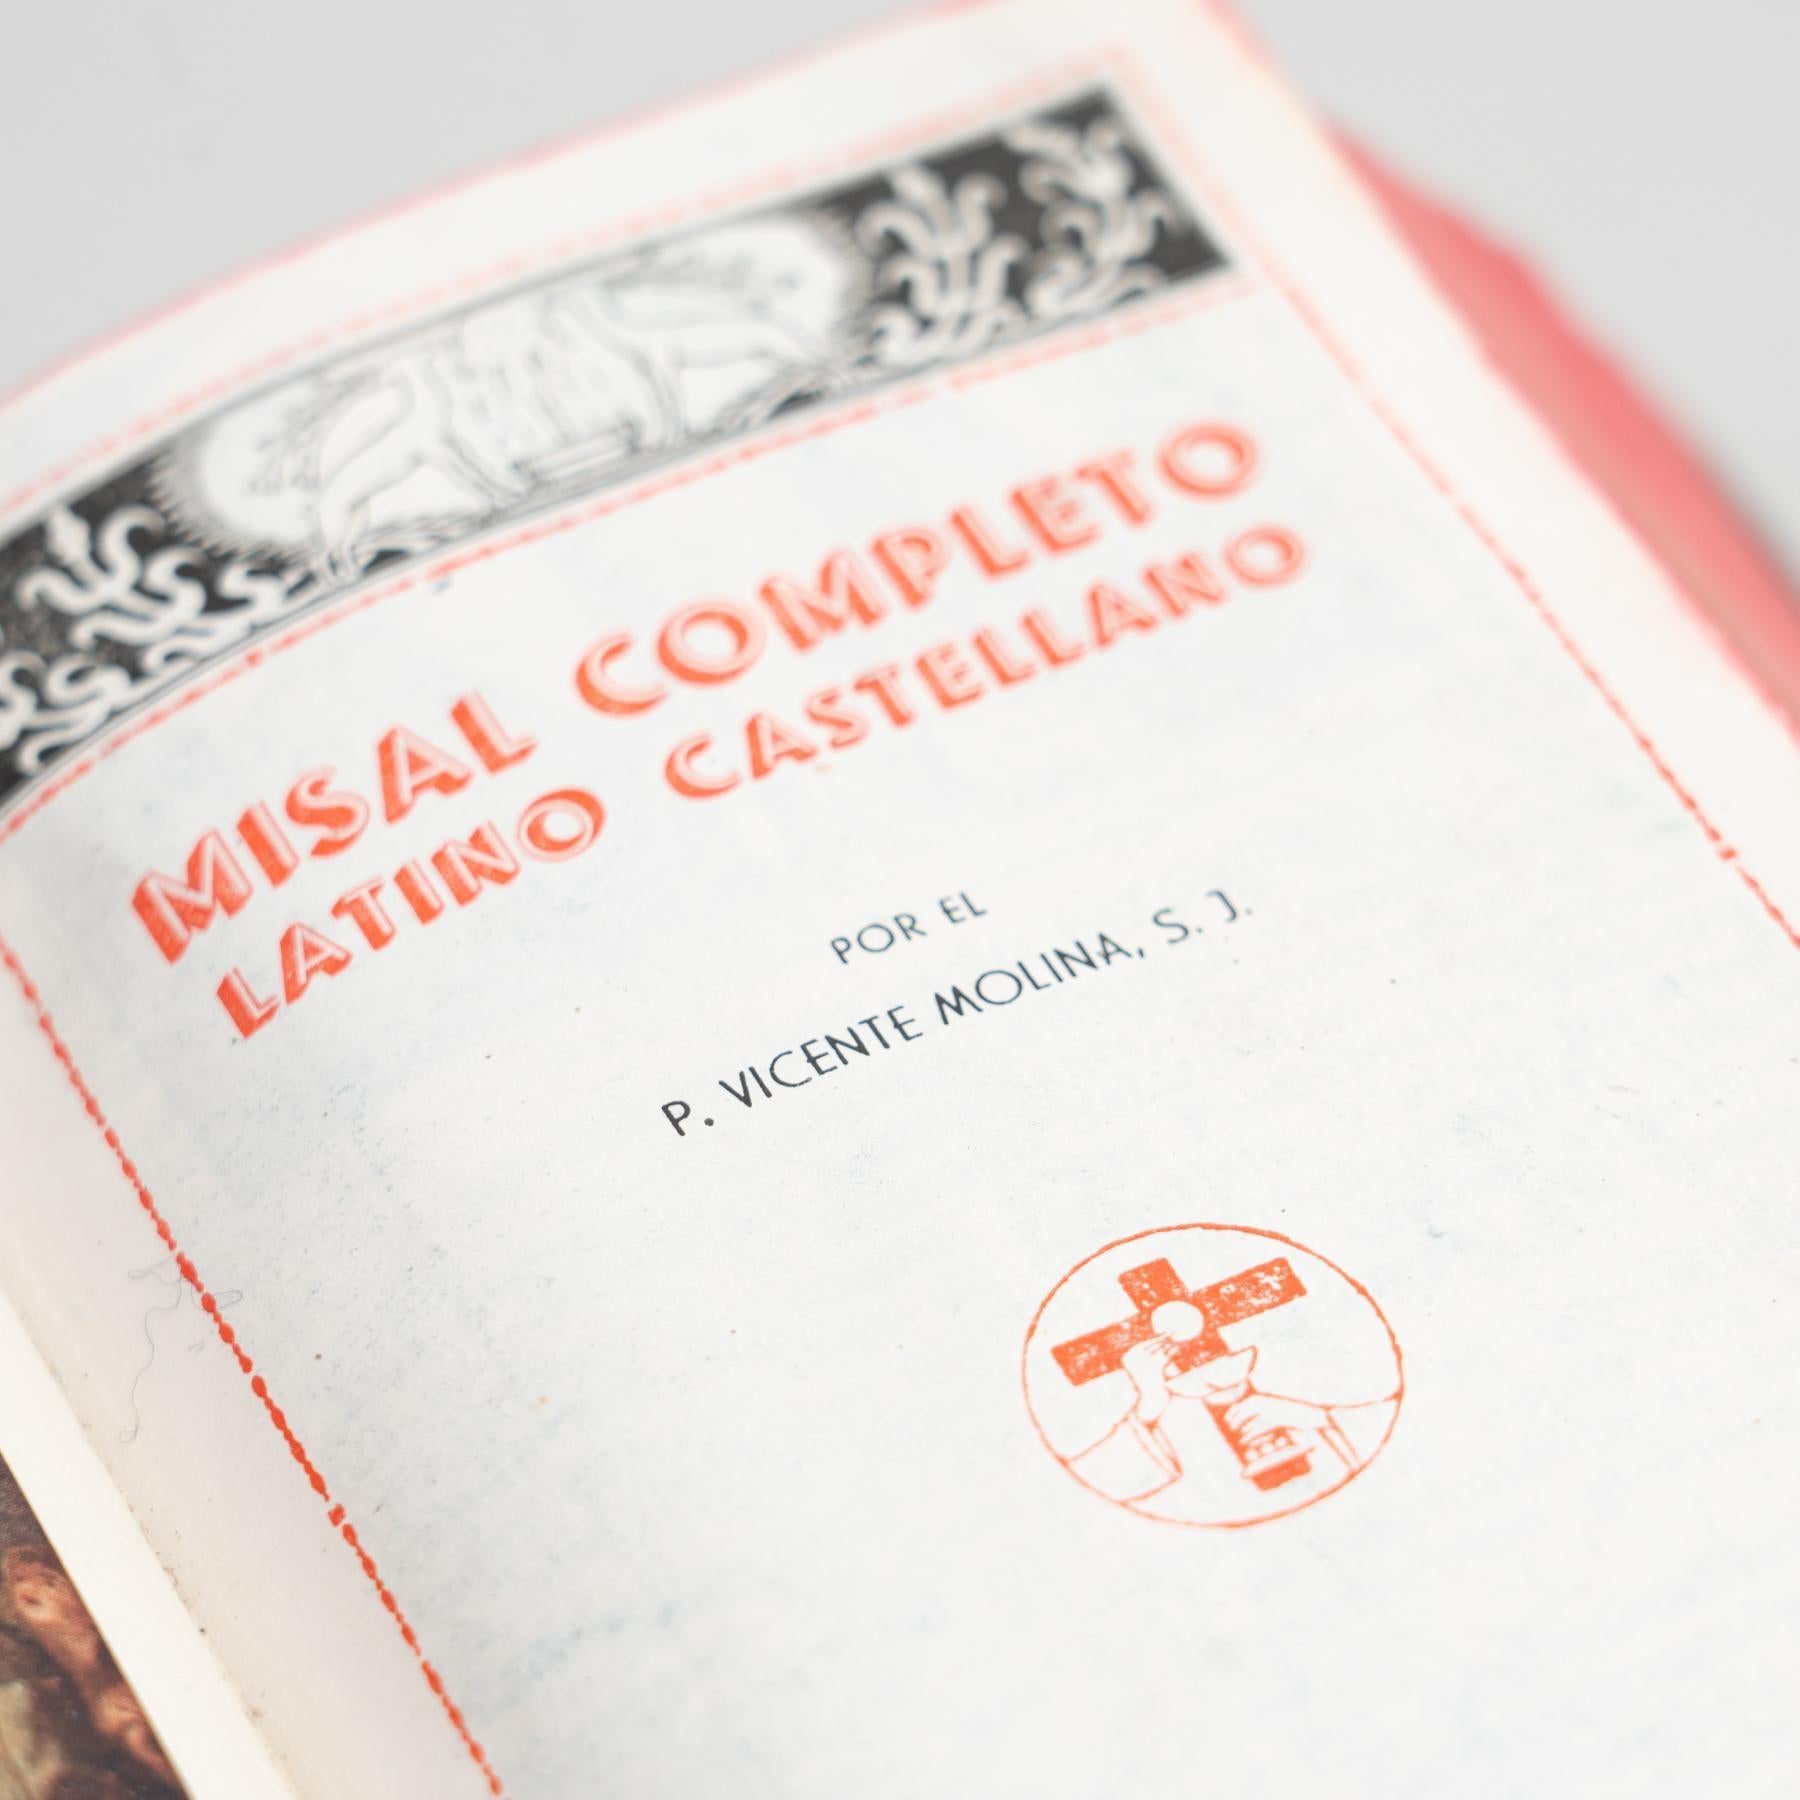 MISAL COMPLETO
LATINO CASTELLANO
POR EL
P. VICENTE MOLINA, S. J.